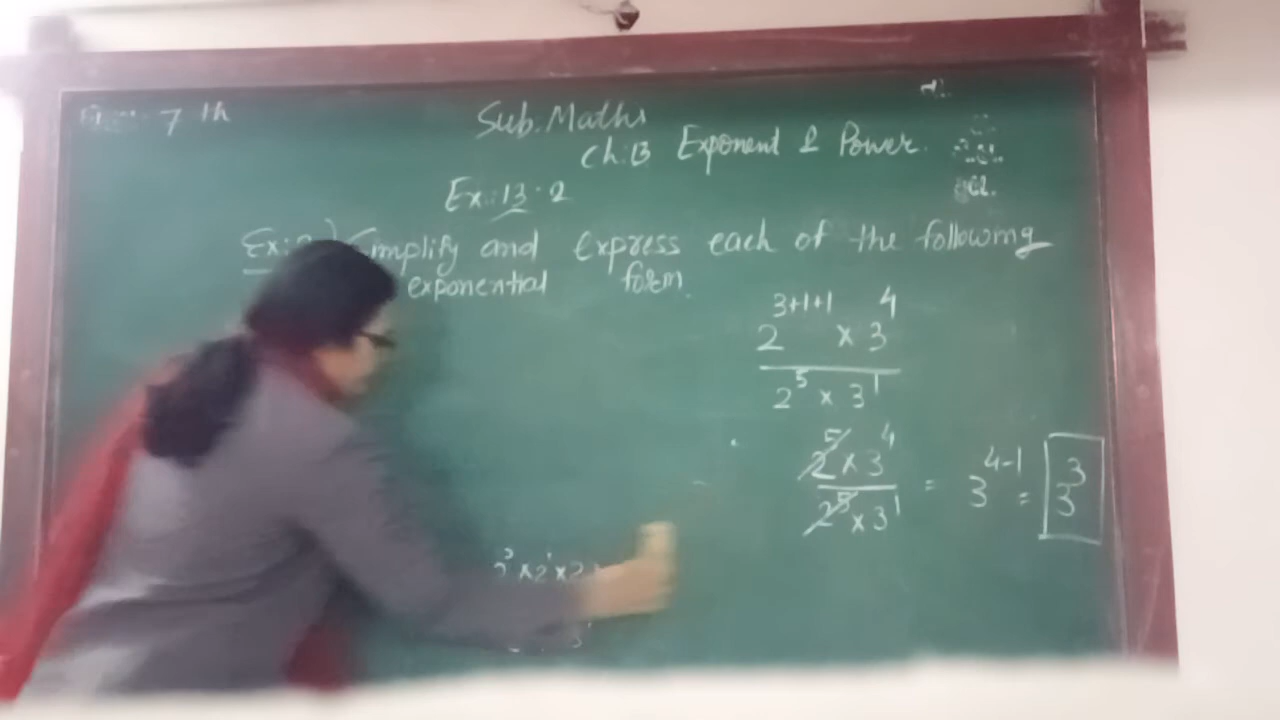 7 th
Sub: Maths
Ch:13 Exponent & Power.
Ex: 13.2
Ex: Simplify and express each of the following
exponential form.
2^{3+1+1} × 3^4
2^5 × 3^1
2^5 × 3^4
2^5 × 3^1
= 3^{4-1} = 3^3